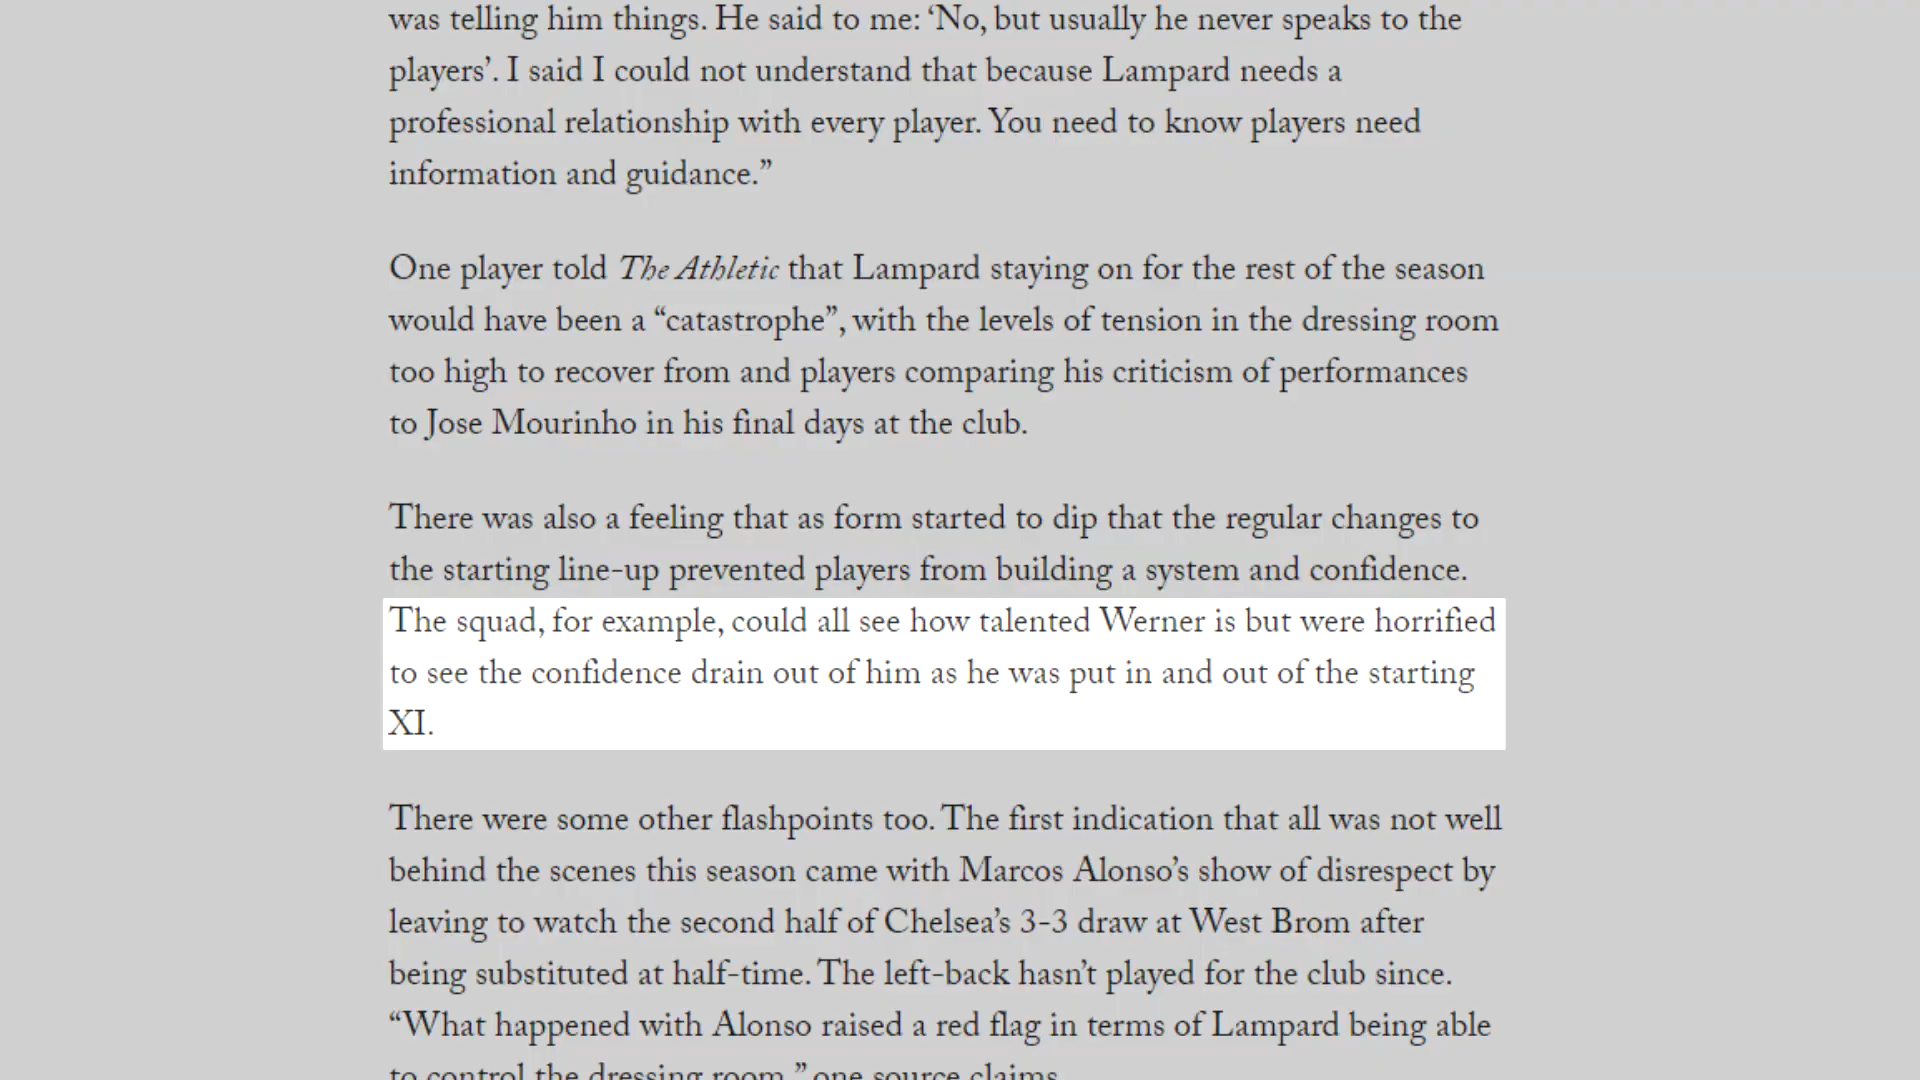 was telling him things. He said to me: ‘No, but usually he never speaks to the
players’. I said I could not understand that because Lampard needs a
professional relationship with every player. You need to know players need
information and guidance.”
One player told The Athletic that Lampard staying on for the rest of the season
would have been a “catastrophe”, with the levels of tension in the dressing room
too high to recover from and players comparing his criticism of performances
to Jose Mourinho in his final days at the club.
There was also a feeling that as form started to dip that the regular changes to
the starting line-up prevented players from building a system and confidence.
The squad, for example, could all see how talented Werner is but were horrified
to see the confidence drain out of him as he was put in and out of the starting
XI.
There were some other flashpoints too. The first indication that all was not well
behind the scenes this season came with Marcos Alonso’s show of disrespect by
leaving to watch the second half of Chelsea’s 3-3 draw at West Brom after
being substituted at half-time. The left-back hasn’t played for the club since.
“What happened with Alonso raised a red flag in terms of Lampard being able
to control the dressing room,” one source claims.